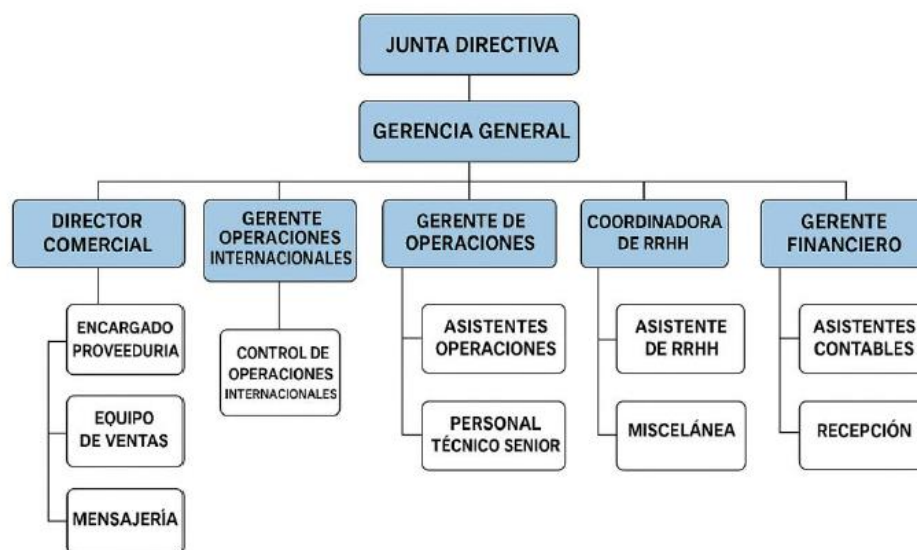 JUNTA DIRECTIVA
GERENCIA GENERAL
DIRECTOR
COMERCIAL
GERENTE
OPERACIONES
INTERNACIONALES
GERENTE DE
OPERACIONES
COORDINADORA
DE RRHH
GERENTE
FINANCIERO
ENCARGADO
PROVEEDURIA
EQUIPO
DE VENTAS
MENSAJERÍA
CONTROL DE
OPERACIONES
INTERNACIONALES
ASISTENTES
OPERACIONES
PERSONAL
TÉCNICO SENIOR
ASISTENTE
DE RRHH
MISCELÁNEA
ASISTENTES
CONTABLES
RECEPCIÓN